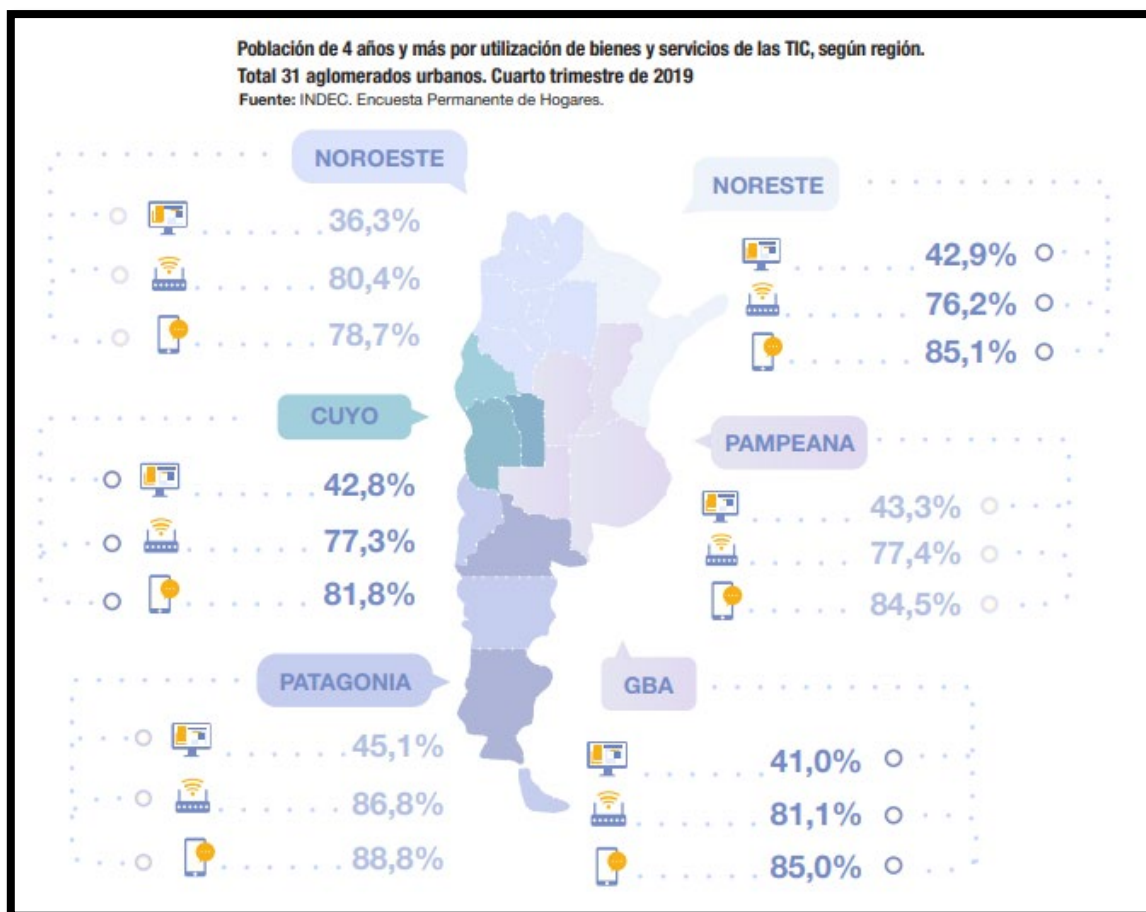 Población de 4 años y más por utilización de bienes y servicios de las TIC, según región.
Total 31 aglomerados urbanos. Cuarto trimestre de 2019
Fuente: INDEC. Encuesta Permanente de Hogares.
NOROESTE
36,3%
80,4%
78,7%
NORESTE
42,9%
76,2%
85,1%
CUYO
42,8%
77,3%
81,8%
PAMPEANA
43,3%
77,4%
84,5%
PATAGONIA
45,1%
86,8%
88,8%
GBA
41,0%
81,1%
85,0%